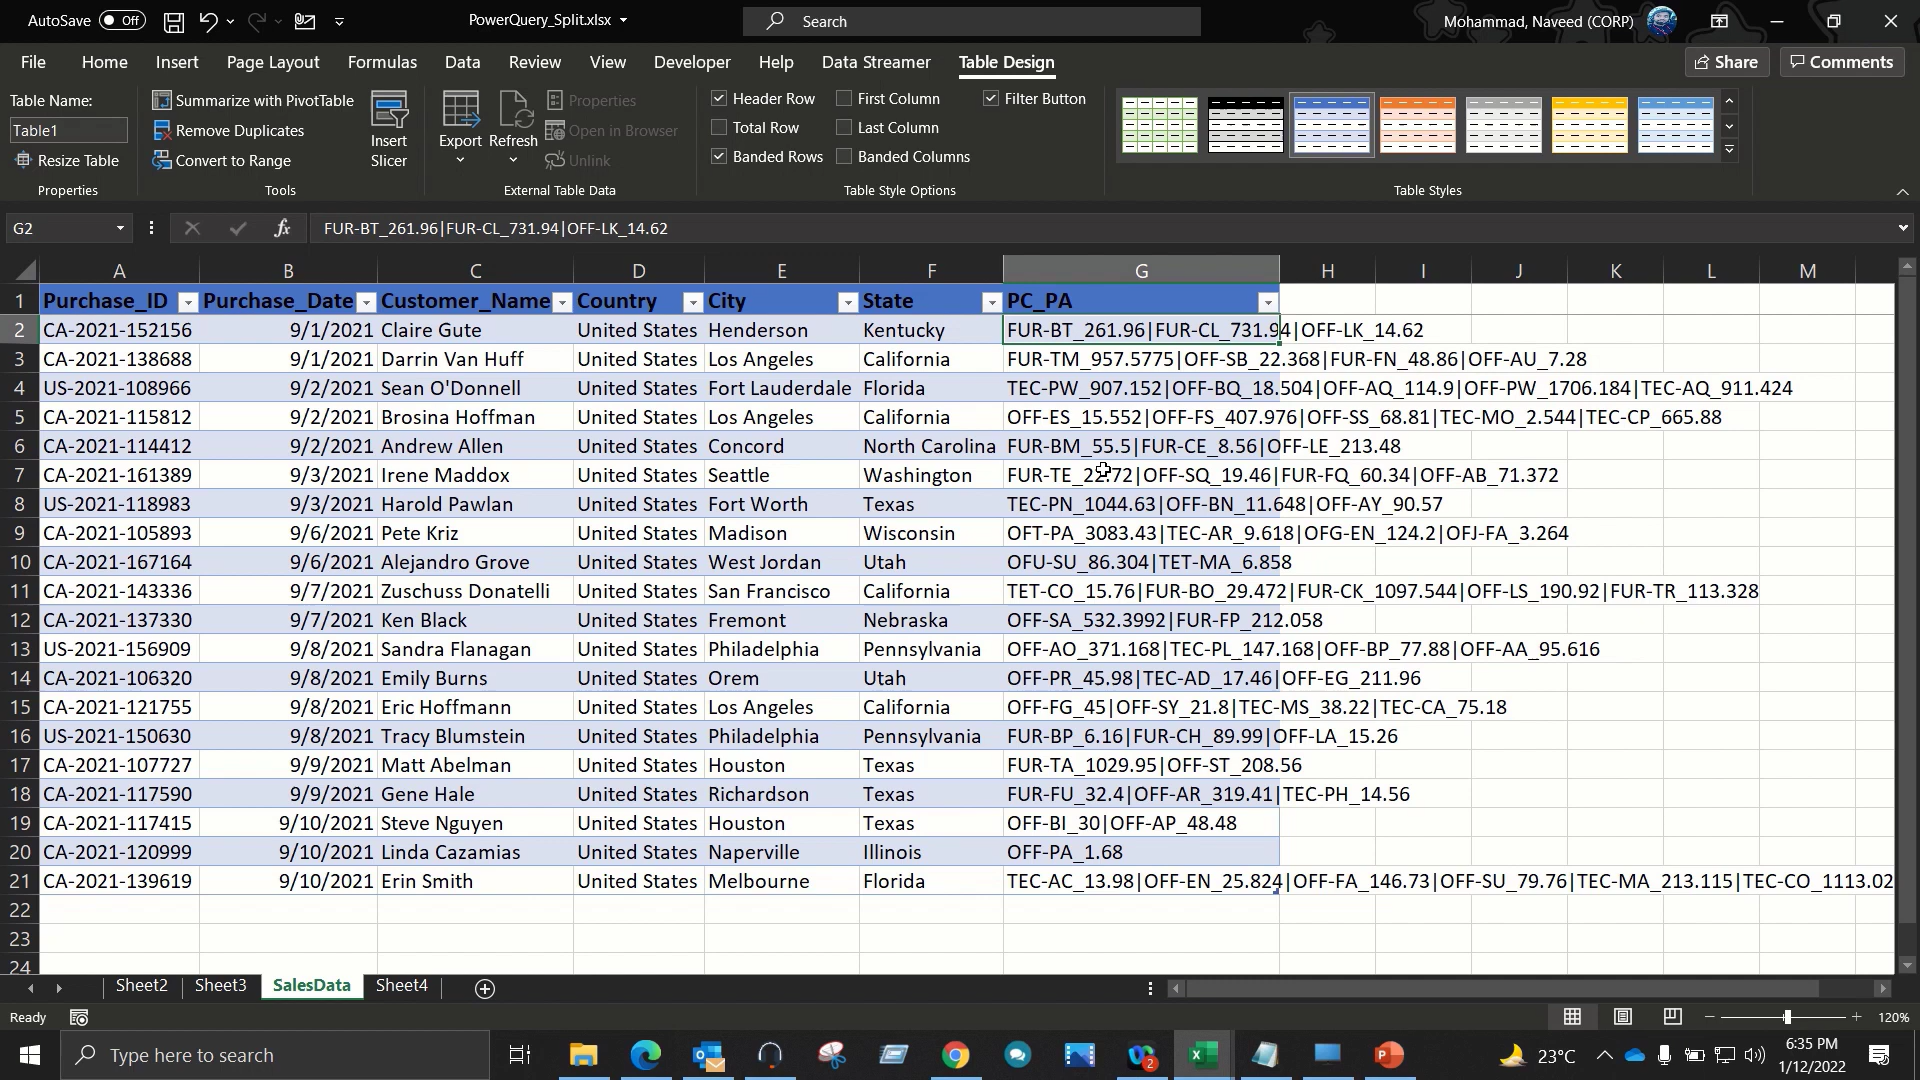 AutoSave Off PowerQuery_Split.xlsx Search Mohammad, Naveed (CORP)
File Home Insert Page Layout Formulas Data Review View Developer Help Data Streamer Table Design Share Comments
Table Name: Summarize with PivotTable Properties Header Row First Column Filter Button
Table1 Remove Duplicates Insert Slicer Export Refresh Open in Browser Total Row Last Column
Resize Table Convert to Range Unlink Banded Rows Banded Columns
Properties Tools External Table Data Table Style Options Table Styles
G2 fx FUR-BT_261.96|FUR-CL_731.94|OFF-LK_14.62
A B C D E F G H I J K L M
1 Purchase_ID Purchase_Date Customer_Name Country City State PC_PA
2 CA-2021-152156 9/1/2021 Claire Gute United States Henderson Kentucky FUR-BT_261.96|FUR-CL_731.94|OFF-LK_14.62
3 CA-2021-138688 9/1/2021 Darrin Van Huff United States Los Angeles California FUR-TM_957.5775|OFF-SB_22.368|FUR-FN_48.86|OFF-AU_7.28
4 US-2021-108966 9/2/2021 Sean O'Donnell United States Fort Lauderdale Florida TEC-PW_907.152|OFF-BQ_18.504|OFF-AQ_114.9|OFF-PW_1706.184|TEC-AQ_911.424
5 CA-2021-115812 9/2/2021 Brosina Hoffman United States Los Angeles California OFF-ES_15.552|OFF-FS_407.976|OFF-SS_68.81|TEC-MO_2.544|TEC-CP_665.88
6 CA-2021-114412 9/2/2021 Andrew Allen United States Concord North Carolina FUR-BM_55.5|FUR-CE_8.56|OFF-LE_213.48
7 CA-2021-161389 9/3/2021 Irene Maddox United States Seattle Washington |OFF-SQ_19.46|FUR-FQ_60.34|OFF-AB_71.372
8 US-2021-118983 9/3/2021 Harold Pawlan United States Fort Worth Texas TEC-PN_1044.63|OFF-BN_11.648|OFF-AY_90.57
9 CA-2021-105893 9/6/2021 Pete Kriz United States Madison Wisconsin OFT-PA_3083.43|TEC-AR_9.618|OFG-EN_124.2|OFJ-FA_3.264
10 CA-2021-167164 9/6/2021 Alejandro Grove United States West Jordan Utah OFU-SU_86.304|TET-MA_6.858
11 CA-2021-143336 9/7/2021 Zuschuss Donatelli United States San Francisco California TET-CO_15.76|FUR-BO_29.472|FUR-CK_1097.544|OFF-LS_190.92|FUR-TR_113.328
12 CA-2021-137330 9/7/2021 Ken Black United States Fremont Nebraska OFF-SA_532.3992|FUR-FP_212.058
13 US-2021-156909 9/8/2021 Sandra Flanagan United States Philadelphia Pennsylvania OFF-AO_371.168|TEC-PL_147.168|OFF-BP_77.88|OFF-AA_95.616
14 CA-2021-106320 9/8/2021 Emily Burns United States Orem Utah OFF-PR_45.98|TEC-AD_17.46|OFF-EG_211.96
15 CA-2021-121755 9/8/2021 Eric Hoffmann United States Los Angeles California OFF-FG_45|OFF-SY_21.8|TEC-MS_38.22|TEC-CA_75.18
16 US-2021-150630 9/8/2021 Tracy Blumstein United States Philadelphia Pennsylvania FUR-BP_6.16|FUR-CH_89.99|OFF-LA_15.26
17 CA-2021-107727 9/9/2021 Matt Abelman United States Houston Texas FUR-TA_1029.95|OFF-ST_208.56
18 CA-2021-117590 9/9/2021 Gene Hale United States Richardson Texas FUR-FU_32.4|OFF-AR_319.41|TEC-PH_14.56
19 CA-2021-117415 9/10/2021 Steve Nguyen United States Houston Texas OFF-BI_30|OFF-AP_48.48
20 CA-2021-120999 9/10/2021 Linda Cazamias United States Naperville Illinois OFF-PA_1.68
21 CA-2021-139619 9/10/2021 Erin Smith United States Melbourne Florida TEC-AC_13.98|OFF-EN_25.824|OFF-FA_146.73|OFF-SU_79.76|TEC-MA_213.115|TEC-CO_1113.02
22
23
24
Sheet2 Sheet3 SalesData Sheet4
Ready 120%
Type here to search 2 23°C 6:35 PM
1/12/2022